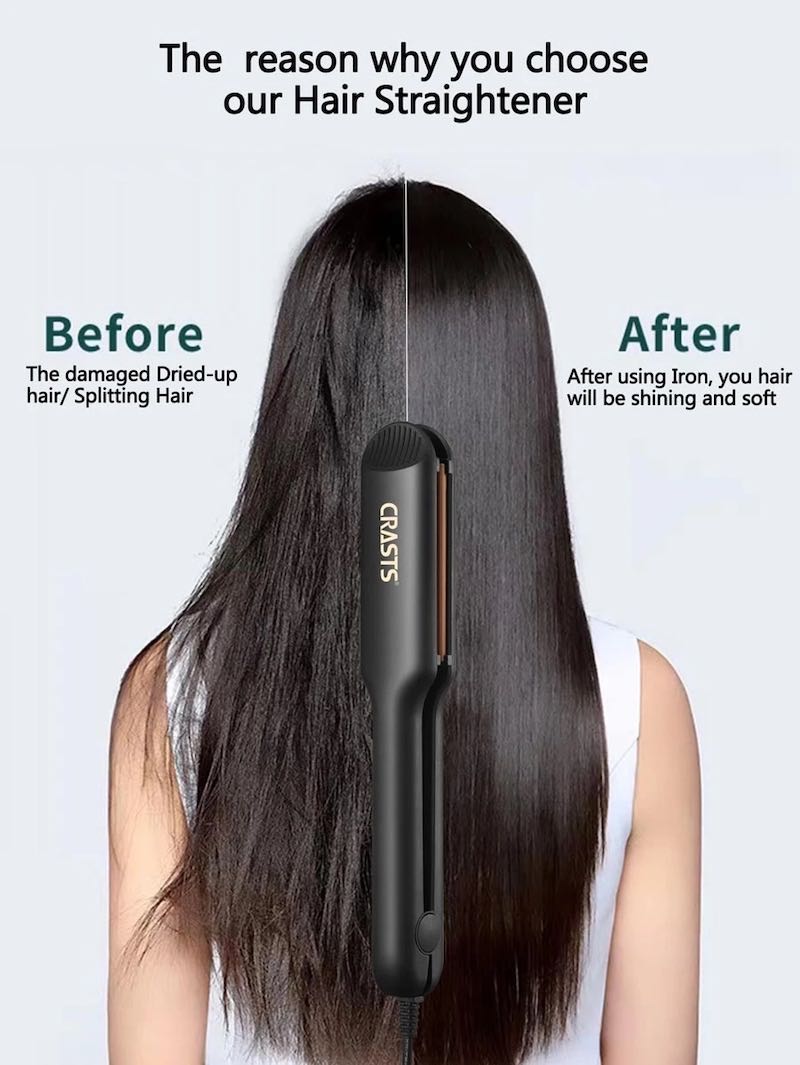 The reason why you choose
our Hair Straightener
Before
The damaged Dried-up
hair/ Splitting Hair
After
After using Iron, you hair
will be shining and soft
CRASTS